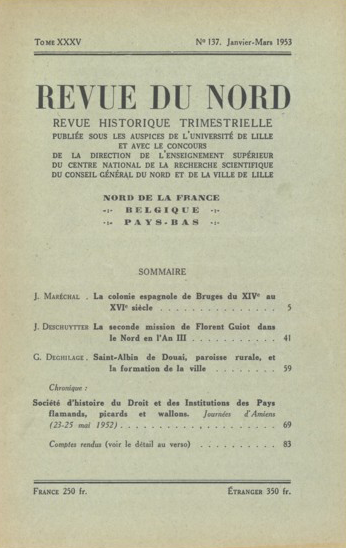 TOME XXXV N° 137. Janvier-Mars 1953
REVUE DU NORD
REVUE HISTORIQUE TRIMESTRIELLE
PUBLIÉE SOUS LES AUSPICES DE L'UNIVERSITÉ DE LILLE
ET AVEC LE CONCOURS
DE LA DIRECTION DE L'ENSEIGNEMENT SUPÉRIEUR
DU CENTRE NATIONAL DE LA RECHERCHE SCIENTIFIQUE
DU CONSEIL GÉNÉRAL DU NORD ET DE LA VILLE DE LILLE
NORD DE LA FRANCE
-:- BELGIQUE -:-
-:- PAYS-BAS -:-
SOMMAIRE
J. MARÉCHAL . La colonie espagnole de Bruges du XIVe au
XVIe siècle . . . . . . . . . . . . . . . 5
J. DESCHUYTTER La seconde mission de Florent Guiot dans
le Nord en l'An III . . . . . . . . . . . 41
G. DEGHILAGE . Saint-Albin de Douai, paroisse rurale, et
la formation de la ville . . . . . . . . 59
Chronique :
Société d'histoire du Droit et des Institutions des Pays
flamands, picards et wallons. Journées d'Amiens
(23-25 mai 1952) . . . . . . . . . . . . . . . . . . 69
Comptes rendus (voir le détail au verso) . . . . . . . . . . 83
FRANCE 250 fr. ÉTRANGER 350 fr.